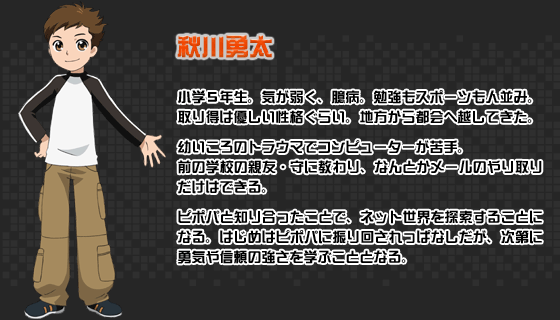 秋川勇太
小学５年生。気が弱く、臆病。勉強もスポーツも人並み。
取り得は優しい性格ぐらい。地方から都会へ越してきた。
幼いころのトラウマでコンピューターが苦手。
前の学校の親友・守に教わり、なんとかメールのやり取り
だけはできる。
ピポパと知り合ったことで、ネット世界を探索することに
なる。はじめはピポパに振り回されっぱなしだが、次第に
勇気や信頼の強さを学ぶこととなる。